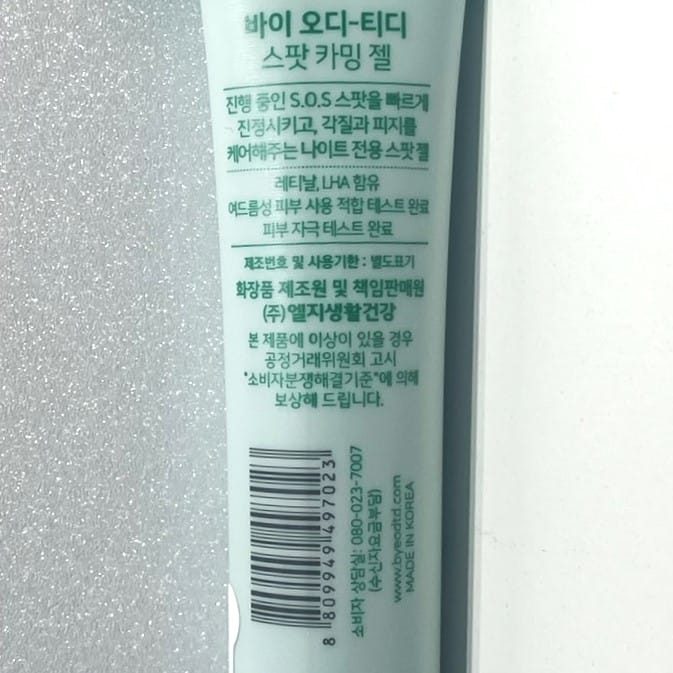 바이 오디-티디
스팟 카밍 젤
진행 중인 S.O.S 스팟을 빠르게
진정시키고, 각질과 피지를
케어해주는 나이트 전용 스팟 젤
레티날, LHA 함유
여드름성 피부 사용 적합 테스트 완료
피부 자극 테스트 완료
제조번호 및 사용기한 : 별도표기
화장품 제조원 및 책임판매원
(주)엘지생활건강
본 제품에 이상이 있을 경우
공정거래위원회 고시
"소비자분쟁해결기준"에 의해
보상해 드립니다.
8 809949 497023
소비자 상담실: 080-023-7007
(수신자요금부담)
www.byeodtd.com
MADE IN KOREA